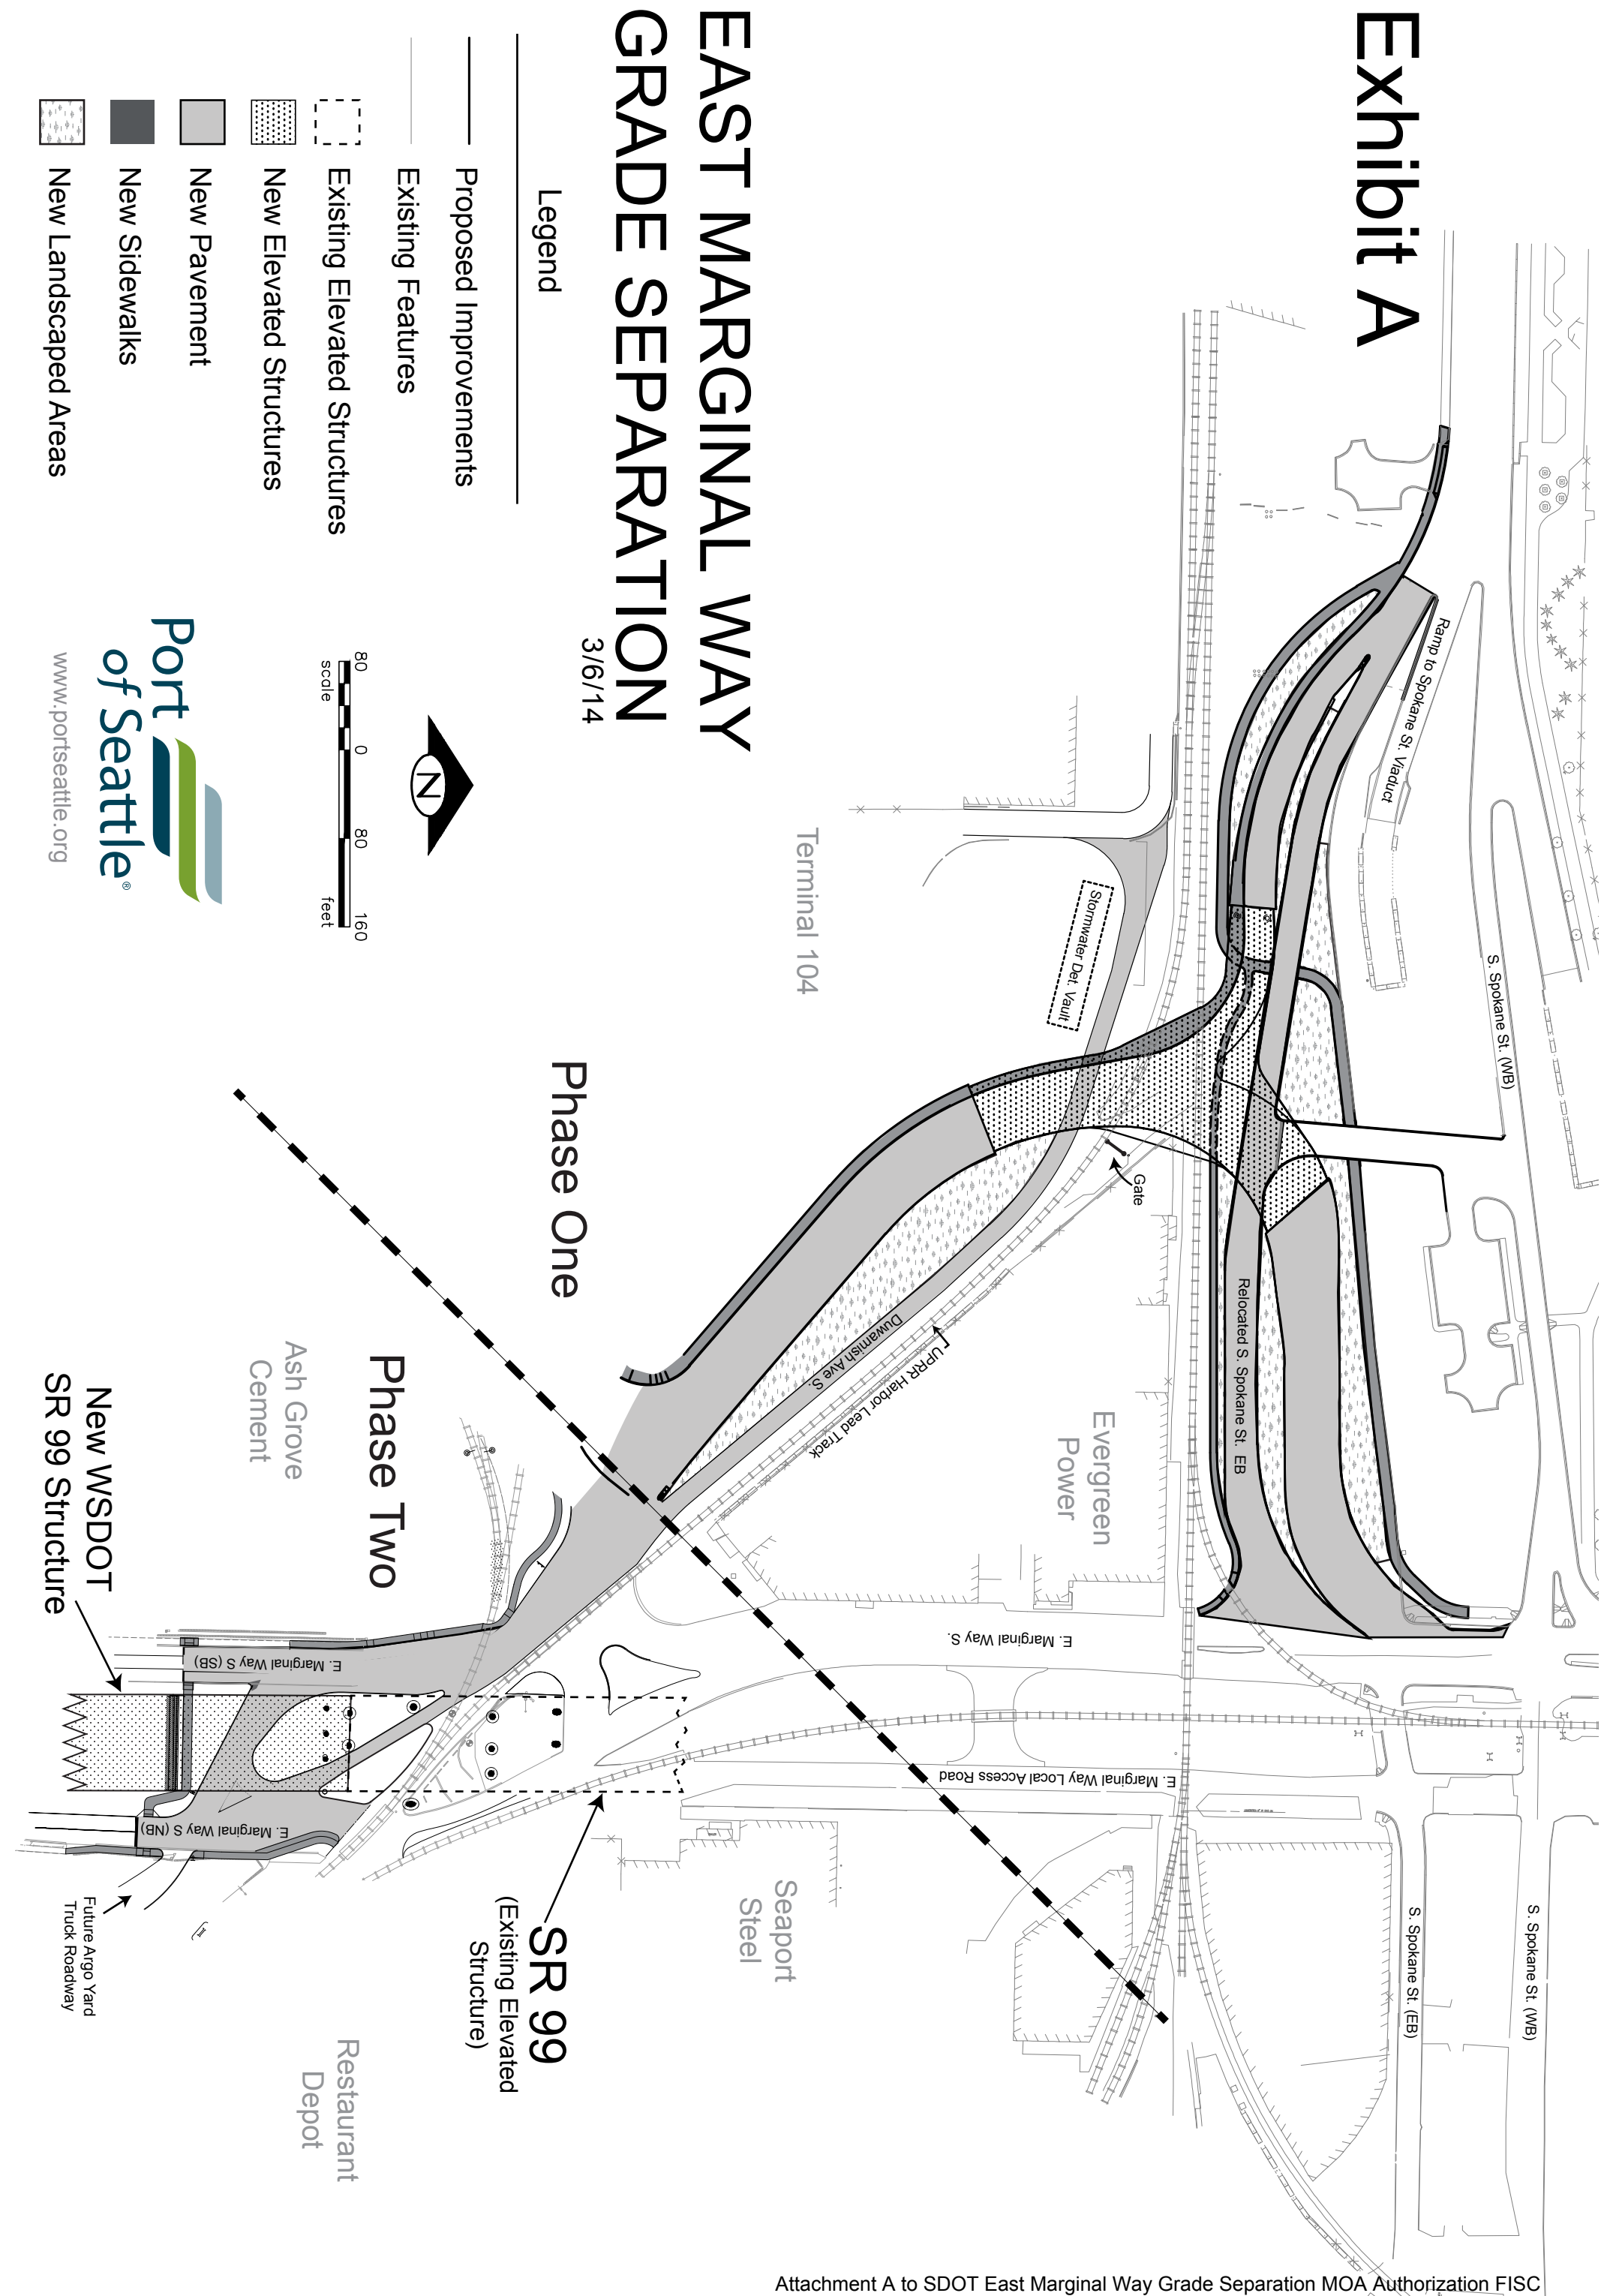 Exhibit A
EAST MARGINAL WAY
GRADE SEPARATION
3/6/14
Legend
Proposed Improvements
Existing Features
Existing Elevated Structures
New Elevated Structures
New Pavement
New Sidewalks
New Landscaped Areas
N
80 0 80 160
scale feet
Port
of Seattle®
www.portseattle.org
Ramp to Spokane St. Viaduct
S. Spokane St. (WB)
Terminal 104
Stormwater Det. Vault
Gate
Relocated S. Spokane St. EB
Duwamish Ave S.
UPRR Harbor Lead Track
Evergreen
Power
Phase One
Phase Two
Ash Grove
Cement
New WSDOT
SR 99 Structure
E. Marginal Way S.
E. Marginal Way S (SB)
E. Marginal Way Local Access Road
E. Marginal Way S (NB)
Future Argo Yard
Truck Roadway
SR 99
(Existing Elevated
Structure)
Seaport
Steel
Restaurant
Depot
S. Spokane St. (EB)
S. Spokane St. (WB)
Attachment A to SDOT East Marginal Way Grade Separation MOA Authorization FISC